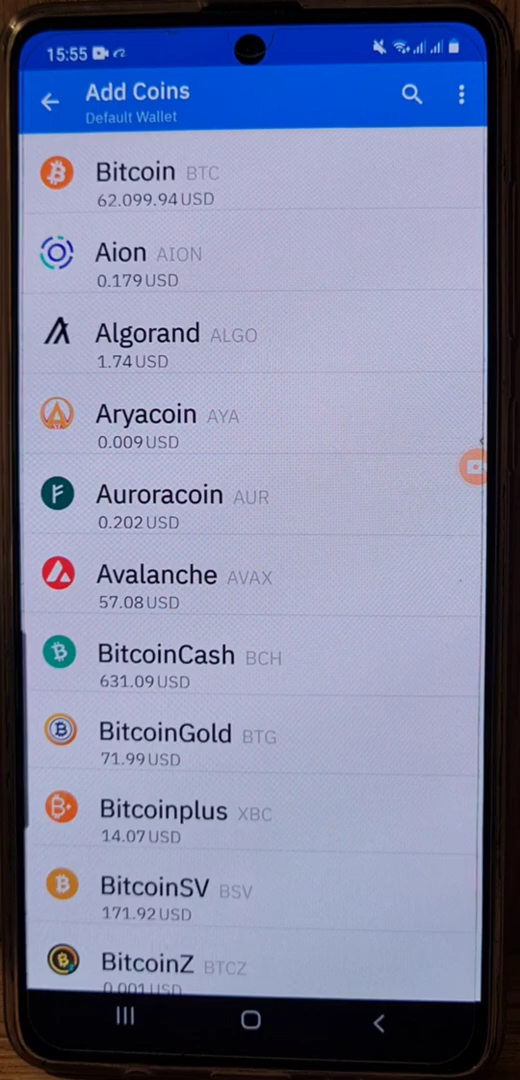 15:55
Add Coins
Default Wallet
Bitcoin BTC
62.099.94 USD
Aion AION
0.179 USD
Algorand ALGO
1.74 USD
Aryacoin AYA
0.009 USD
Auroracoin AUR
0.202 USD
Avalanche AVAX
57.08 USD
BitcoinCash BCH
631.09 USD
BitcoinGold BTG
71.99 USD
Bitcoinplus XBC
14.07 USD
BitcoinSV BSV
171.92 USD
BitcoinZ BTCZ
0.001 USD